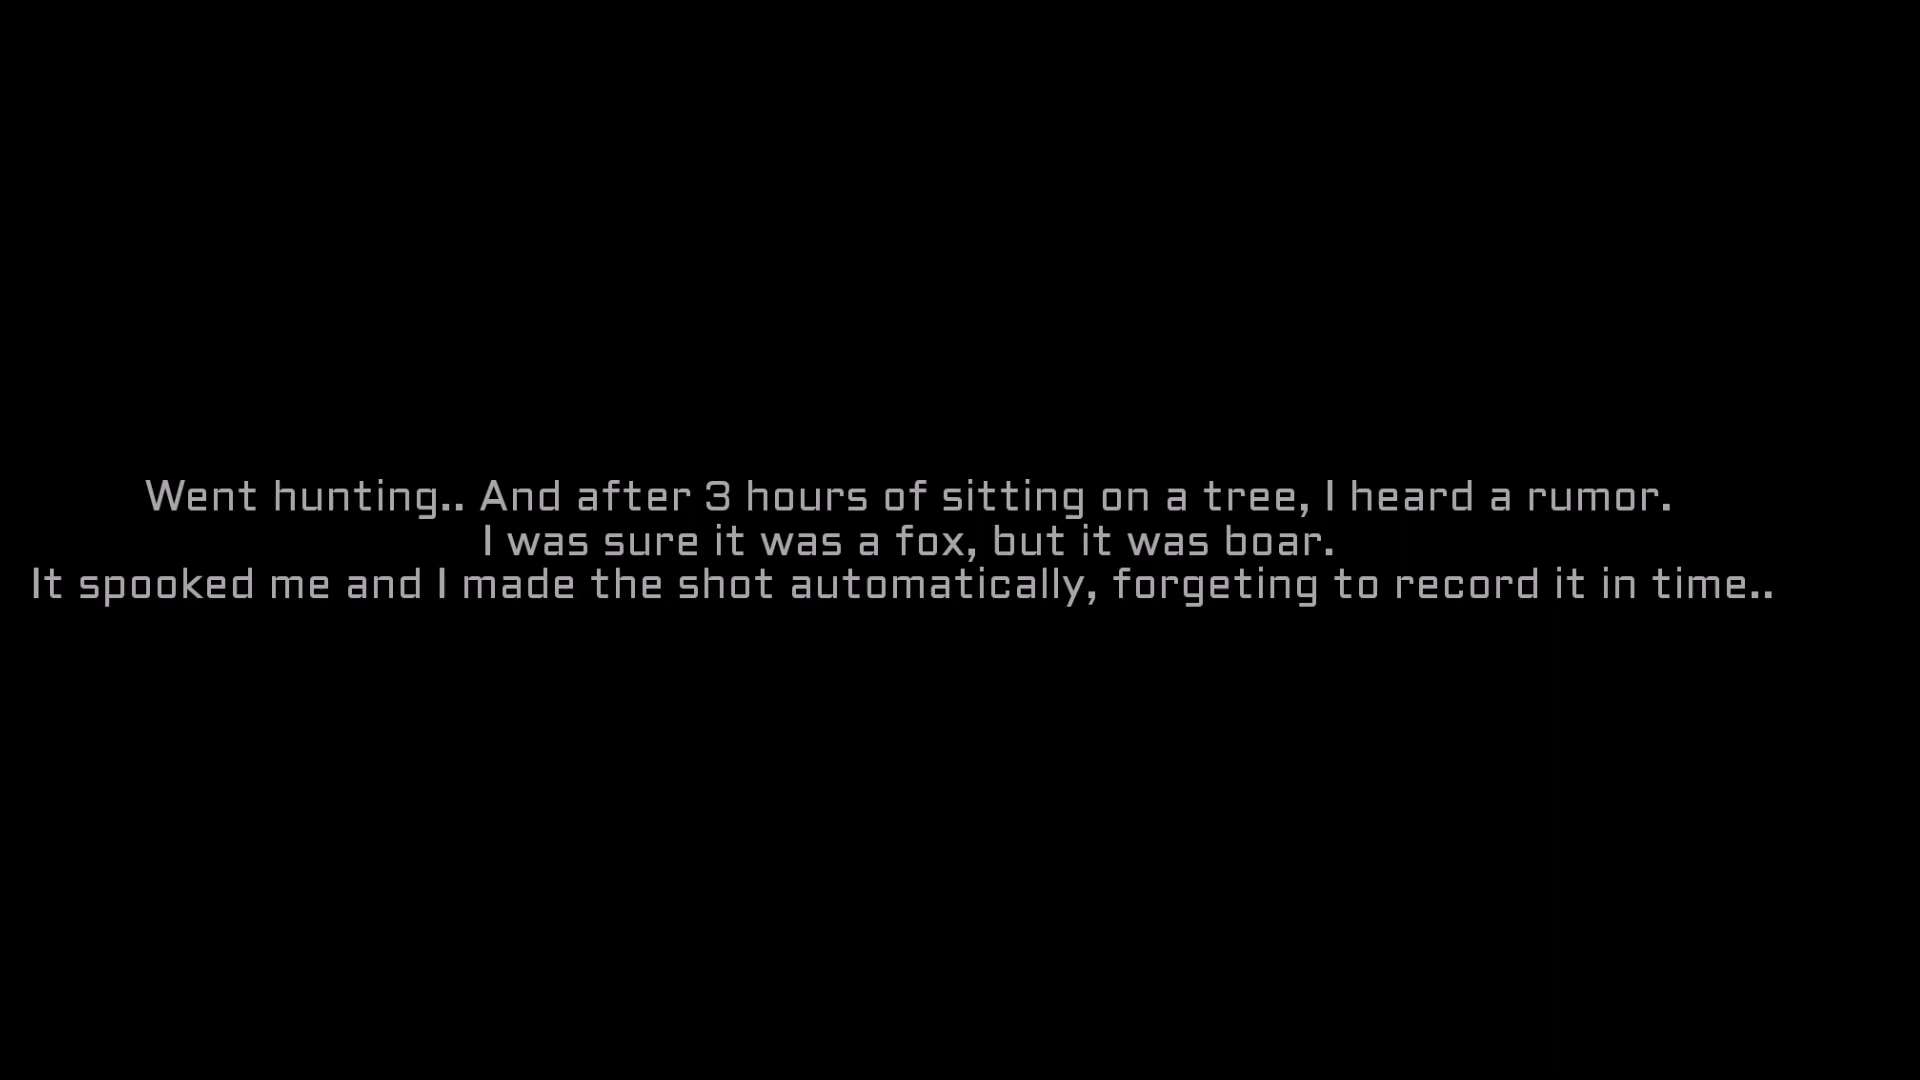 Went hunting.. And after 3 hours of sitting on a tree, I heard a rumor.
I was sure it was a fox, but it was boar.
It spooked me and I made the shot automatically, forgeting to record it in time..